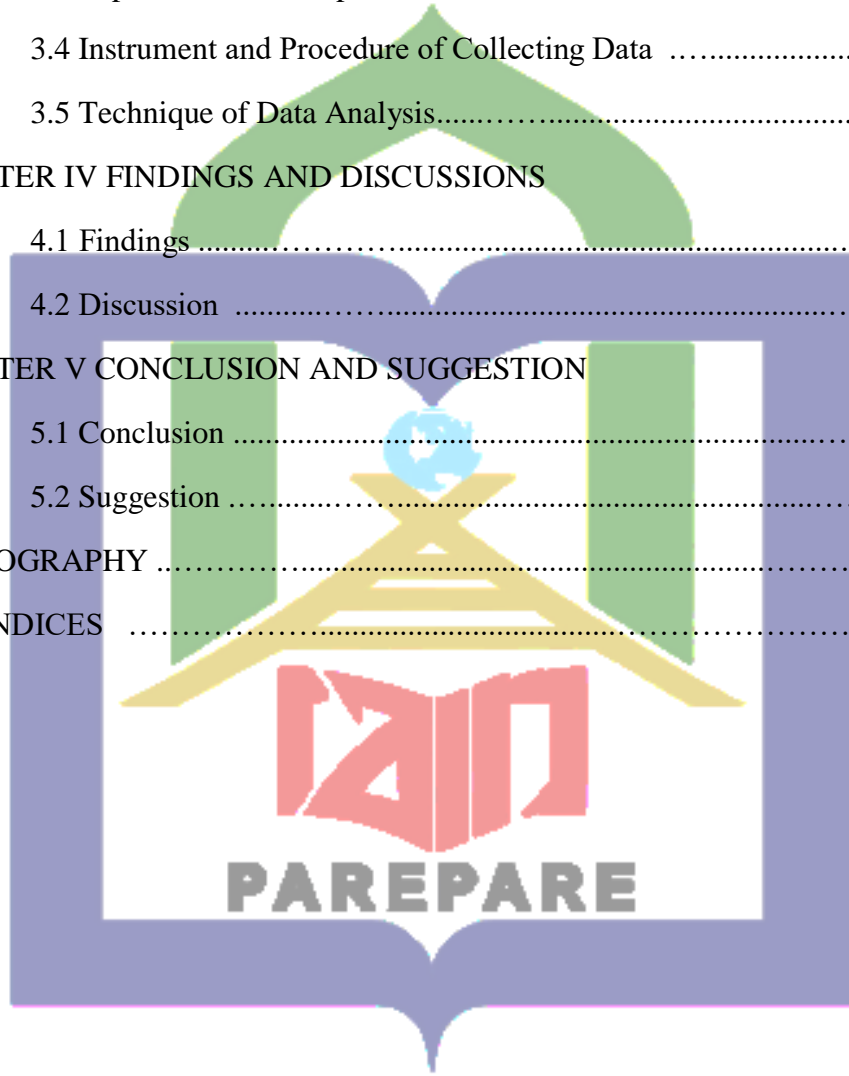 3.4 Instrument and Procedure of Collecting Data ….....................
3.5 Technique of Data Analysis......…….........................................
TER IV FINDINGS AND DISCUSSIONS
4.1 Findings ..........…………...........................................................
4.2 Discussion ...........……..........................................................…
TER V CONCLUSION AND SUGGESTION
5.1 Conclusion ...........................................................................…
5.2 Suggestion ….........……......................................................…
OGRAPHY ..…………...........................................................………
NDICES ………………......................................……………………
PAREPARE